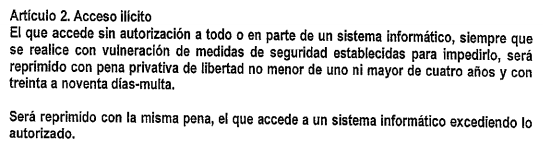 Artículo 2. Acceso ilícito
El que accede sin autorización a todo o en parte de un sistema informático, siempre que
se realice con vulneración de medidas de seguridad establecidas para impedirlo, será
reprimido con pena privativa de libertad no menor de uno ni mayor de cuatro años y con
treinta a noventa días-multa.
Será reprimido con la misma pena, el que accede a un sistema informático excediendo lo
autorizado.